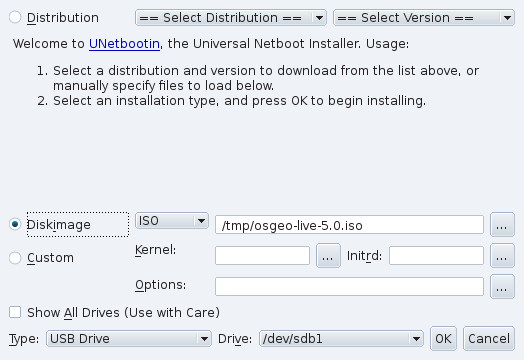 Distribution == Select Distribution == == Select Version ==
Welcome to UNetbootin, the Universal Netboot Installer. Usage:
1. Select a distribution and version to download from the list above, or
manually specify files to load below.
2. Select an installation type, and press OK to begin installing.
Diskimage ISO /tmp/osgeo-live-5.0.iso ...
Custom Kernel: ... Initrd: ...
Options: ...
Show All Drives (Use with Care)
Type: USB Drive Drive: /dev/sdb1 OK Cancel